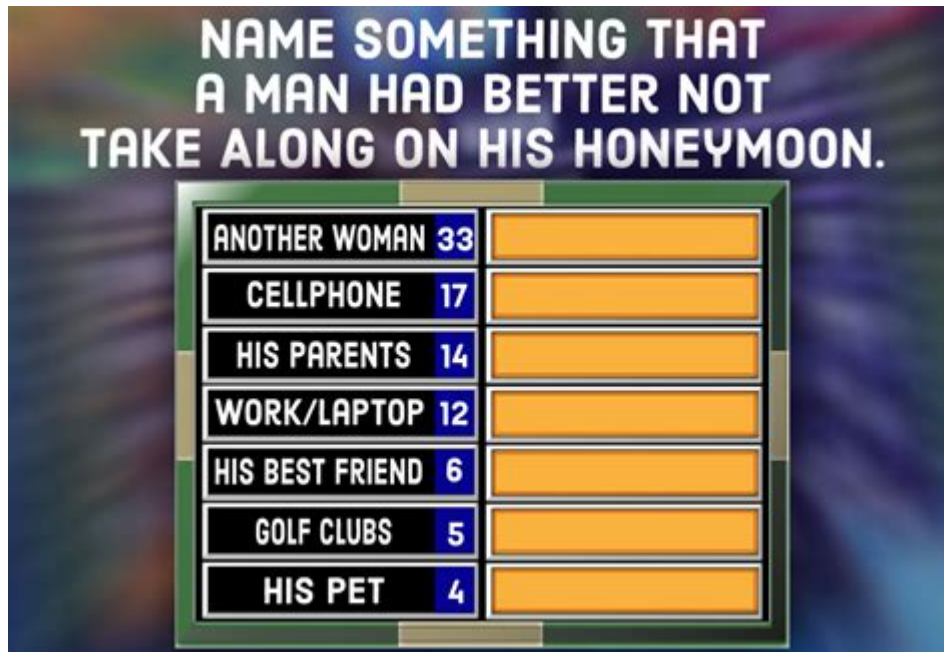 NAME SOMETHING THAT
A MAN HAD BETTER NOT
TAKE ALONG ON HIS HONEYMOON.
ANOTHER WOMAN 33
CELLPHONE 17
HIS PARENTS 14
WORK/LAPTOP 12
HIS BEST FRIEND 6
GOLF CLUBS 5
HIS PET 4